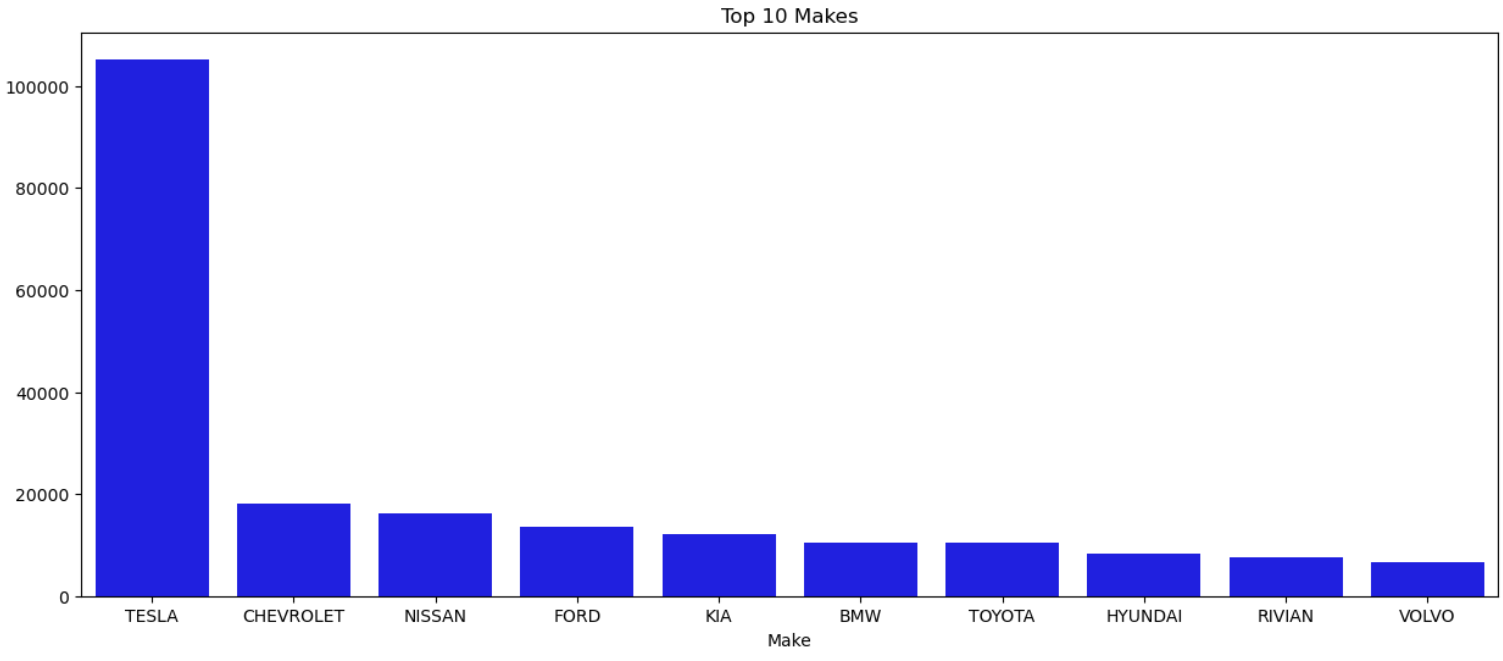 Top 10 Makes
100000
80000
60000
40000
20000
0
TESLA CHEVROLET NISSAN FORD KIA BMW TOYOTA HYUNDAI RIVIAN VOLVO
Make